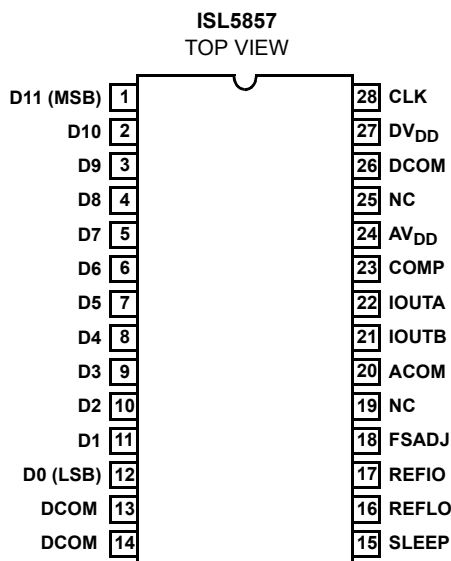 ISL5857
TOP VIEW
D11 (MSB) 1 28 CLK
D10 2 27 DVDD
D9 3 26 DCOM
D8 4 25 NC
D7 5 24 AVDD
D6 6 23 COMP
D5 7 22 IOUTA
D4 8 21 IOUTB
D3 9 20 ACOM
D2 10 19 NC
D1 11 18 FSADJ
D0 (LSB) 12 17 REFIO
DCOM 13 16 REFLO
DCOM 14 15 SLEEP